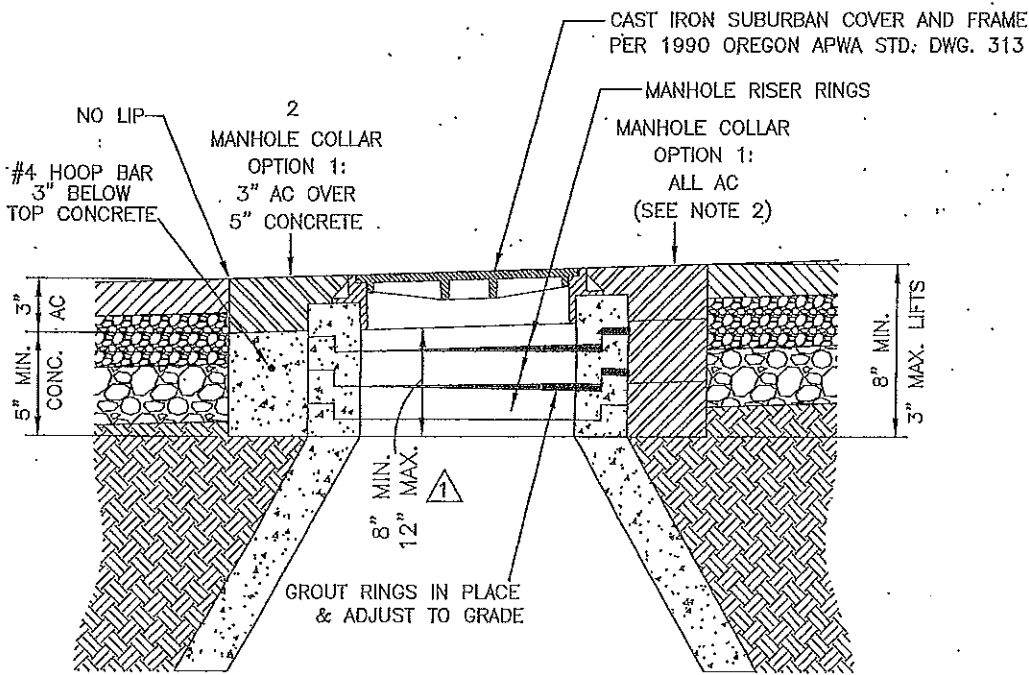 CAST IRON SUBURBAN COVER AND FRAME
PER 1990 OREGON APWA STD. DWG. 313
MANHOLE RISER RINGS
NO LIP
2
MANHOLE COLLAR
OPTION 1:
3" AC OVER
5" CONCRETE
MANHOLE COLLAR
OPTION 1:
ALL AC
(SEE NOTE 2)
#4 HOOP BAR
3" BELOW
TOP CONCRETE
3"
AC
5" MIN.
CONC.
8" MIN.
3" MAX. LIFTS
8" MIN.
12" MAX.
1
GROUT RINGS IN PLACE
& ADJUST TO GRADE